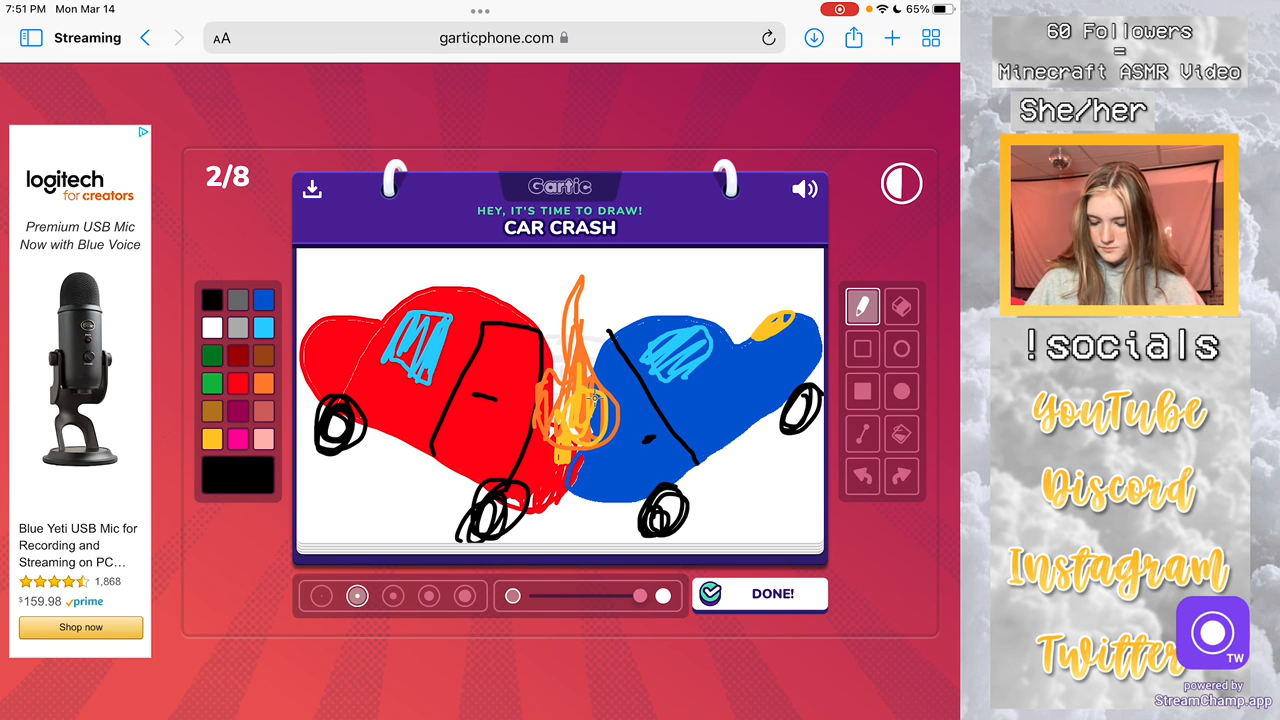 7:51 PM Mon Mar 14
65%
Streaming
AA
garticphone.com
logitech
for creators
Premium USB Mic
Now with Blue Voice
Blue Yeti USB Mic for
Recording and
Streaming on PC...
1,868
$159.98 prime
Shop now
2/8
Gartic
HEY, IT'S TIME TO DRAW!
CAR CRASH
DONE!
60 Followers
=
Minecraft ASMR Video
She/her
!socials
YouTube
Discord
Instagram
Twitter
TW
powered by
StreamChamp.app